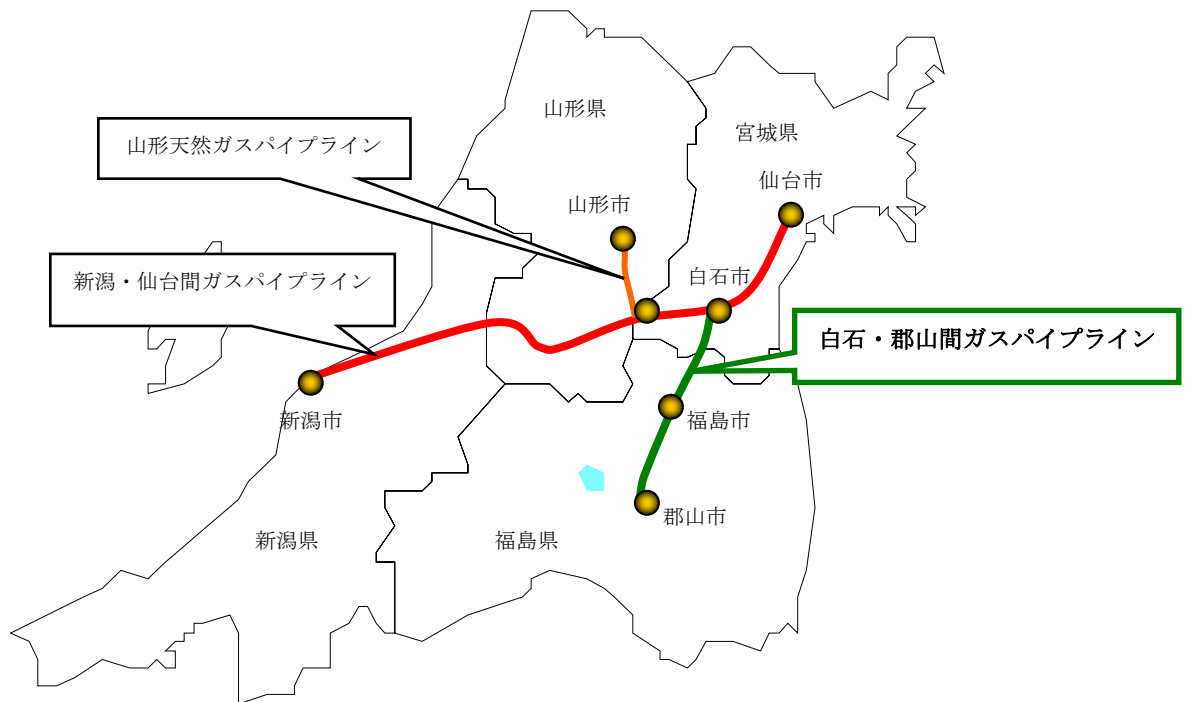 山形県
宮城県
山形天然ガスパイプライン
仙台市
山形市
新潟・仙台間ガスパイプライン
白石市
白石・郡山間ガスパイプライン
新潟市
福島市
郡山市
新潟県
福島県